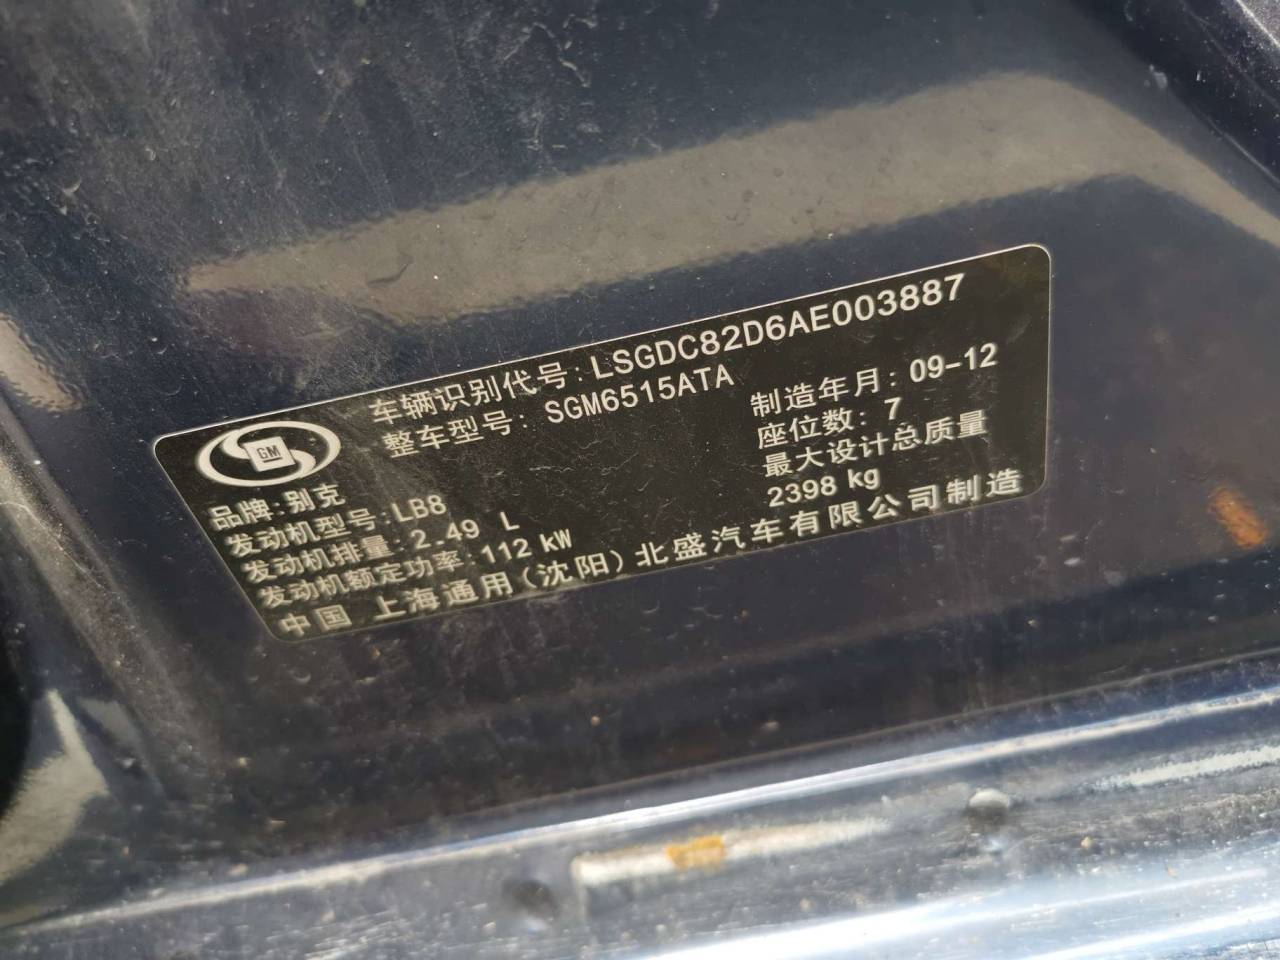 车辆识别代号: LSGDC82D6AE003887
整车型号: SGM6515ATA
制造年月: 09-12
座位数: 7
最大设计总质量
2398 kg
GM
品牌: 别克
发动机型号: LB8
发动机排量: 2.49 L
发动机额定功率: 112 kW
中国 上海通用(沈阳)北盛汽车有限公司制造